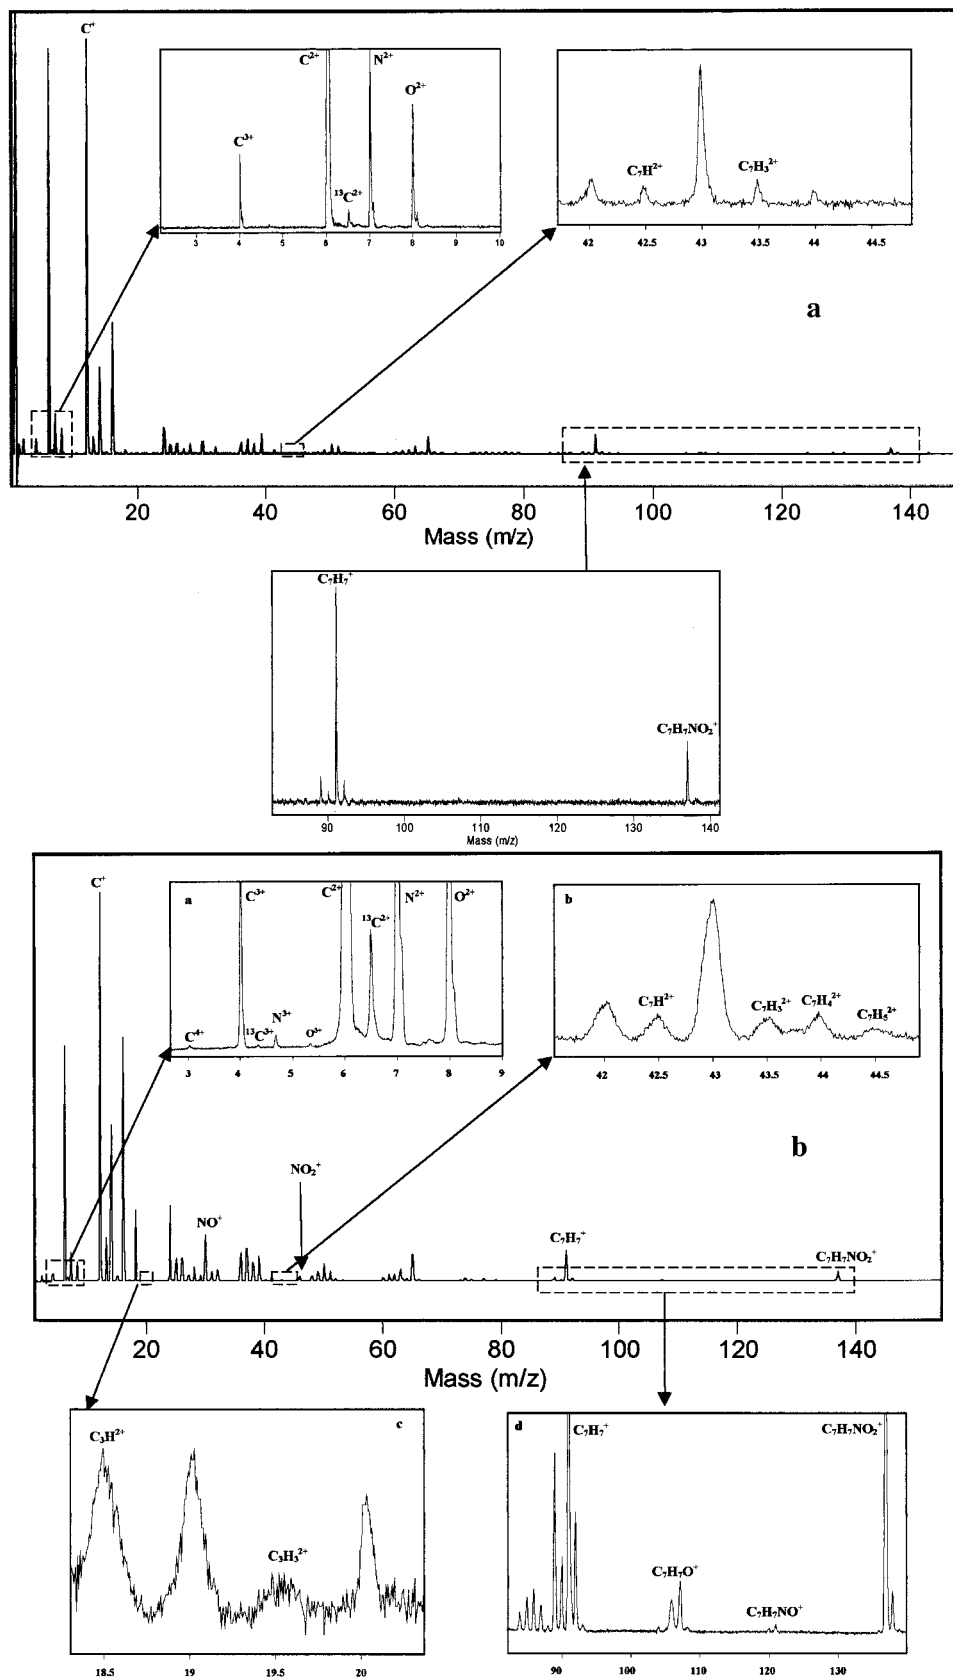 C⁺
C²⁺ N²⁺
O²⁺
C³⁺
¹³C²⁺
3 4 5 6 7 8 9 10
C₇H²⁺ C₇H₃²⁺
42 42.5 43 43.5 44 44.5
a
20 40 60 80 100 120 140
Mass (m/z)
C₇H₇⁺
C₇H₇NO₂⁺
90 100 110 120 130 140
Mass (m/z)
C⁺
a C³⁺ C²⁺ N²⁺ O²⁺
¹³C²⁺
C⁴⁺ ¹³C³⁺ N³⁺ O³⁺
3 4 5 6 7 8 9
b
C₇H²⁺ C₇H₃²⁺ C₇H₄²⁺ C₇H₅²⁺
42 42.5 43 43.5 44 44.5
b
NO₂⁺
NO⁺
C₇H₇⁺
C₇H₇NO₂⁺
20 40 60 80 100 120 140
Mass (m/z)
c
C₃H²⁺
C₃H₃²⁺
18.5 19 19.5 20
d C₇H₇⁺ C₇H₇NO₂⁺
C₇H₇O⁺
C₇H₇NO⁺
90 100 110 120 130